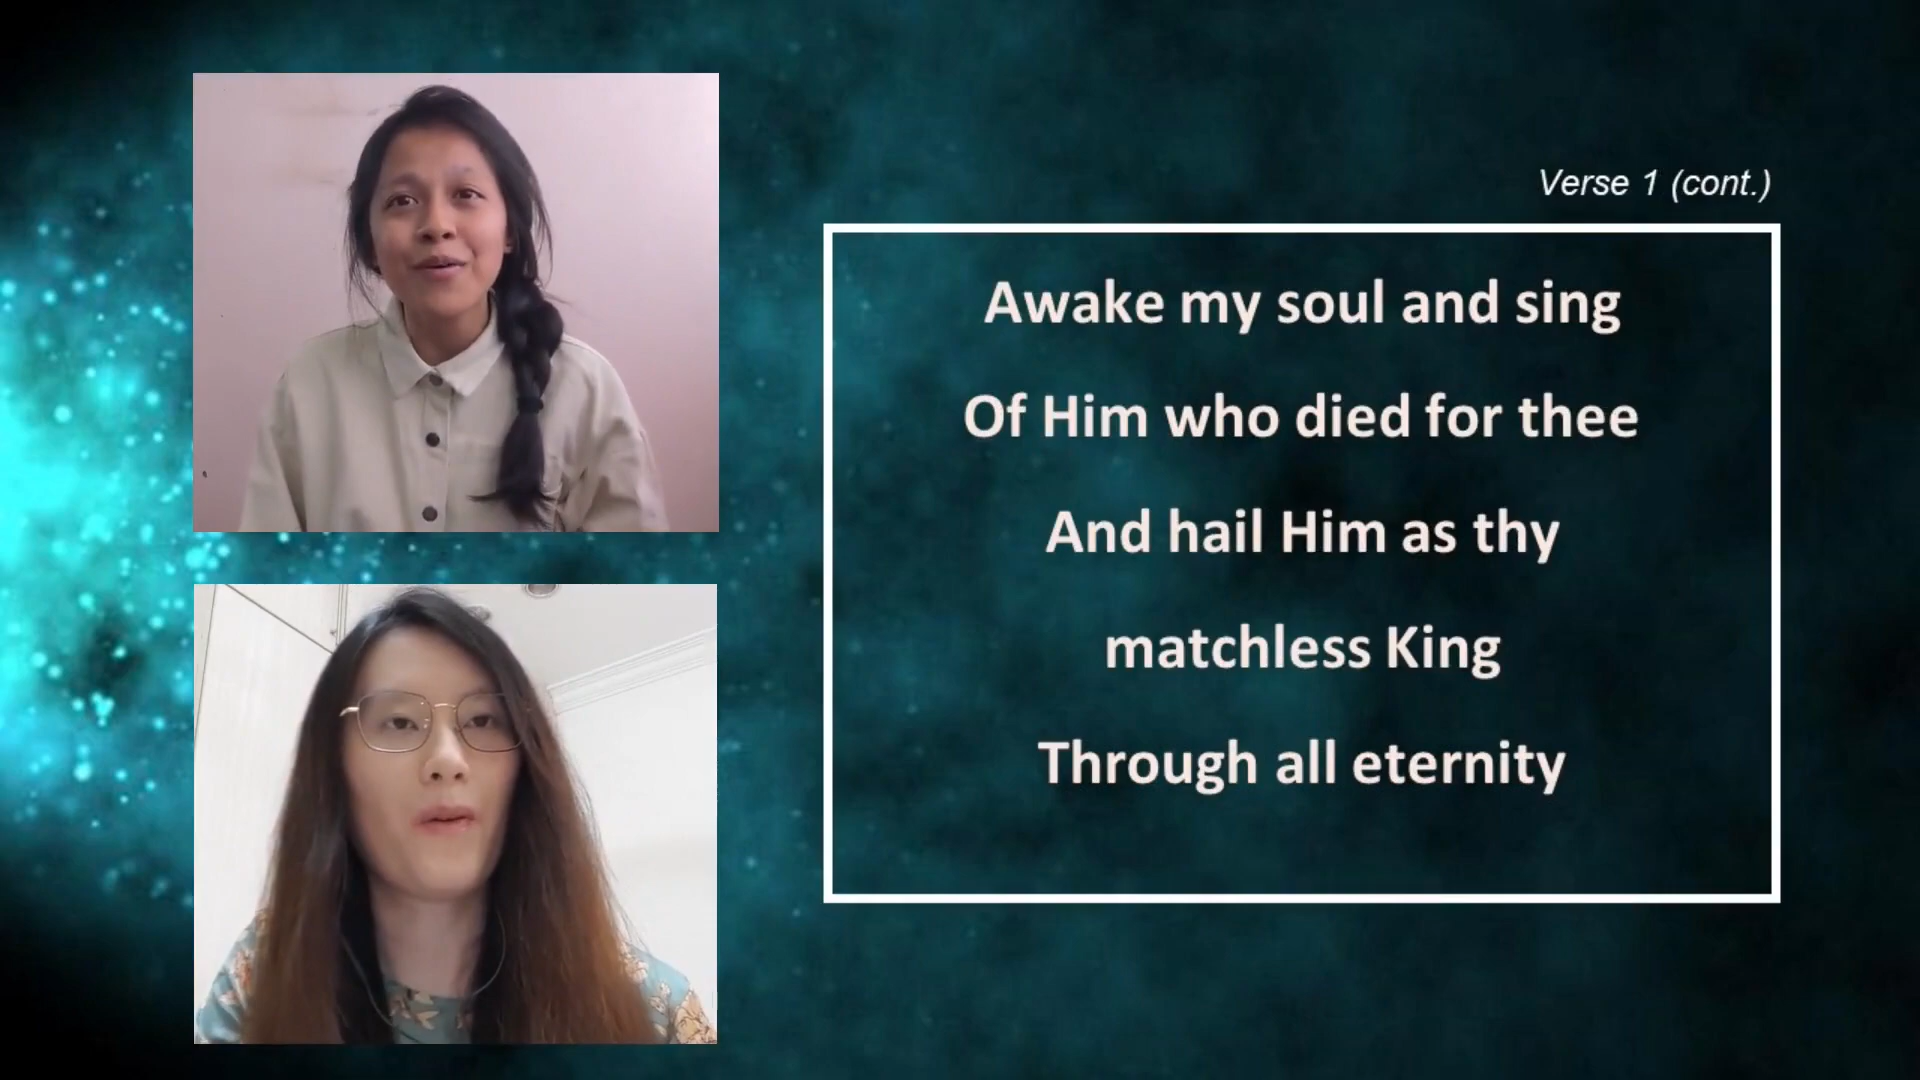 Verse 1 (cont.)
Awake my soul and sing
Of Him who died for thee
And hail Him as thy
matchless King
Through all eternity